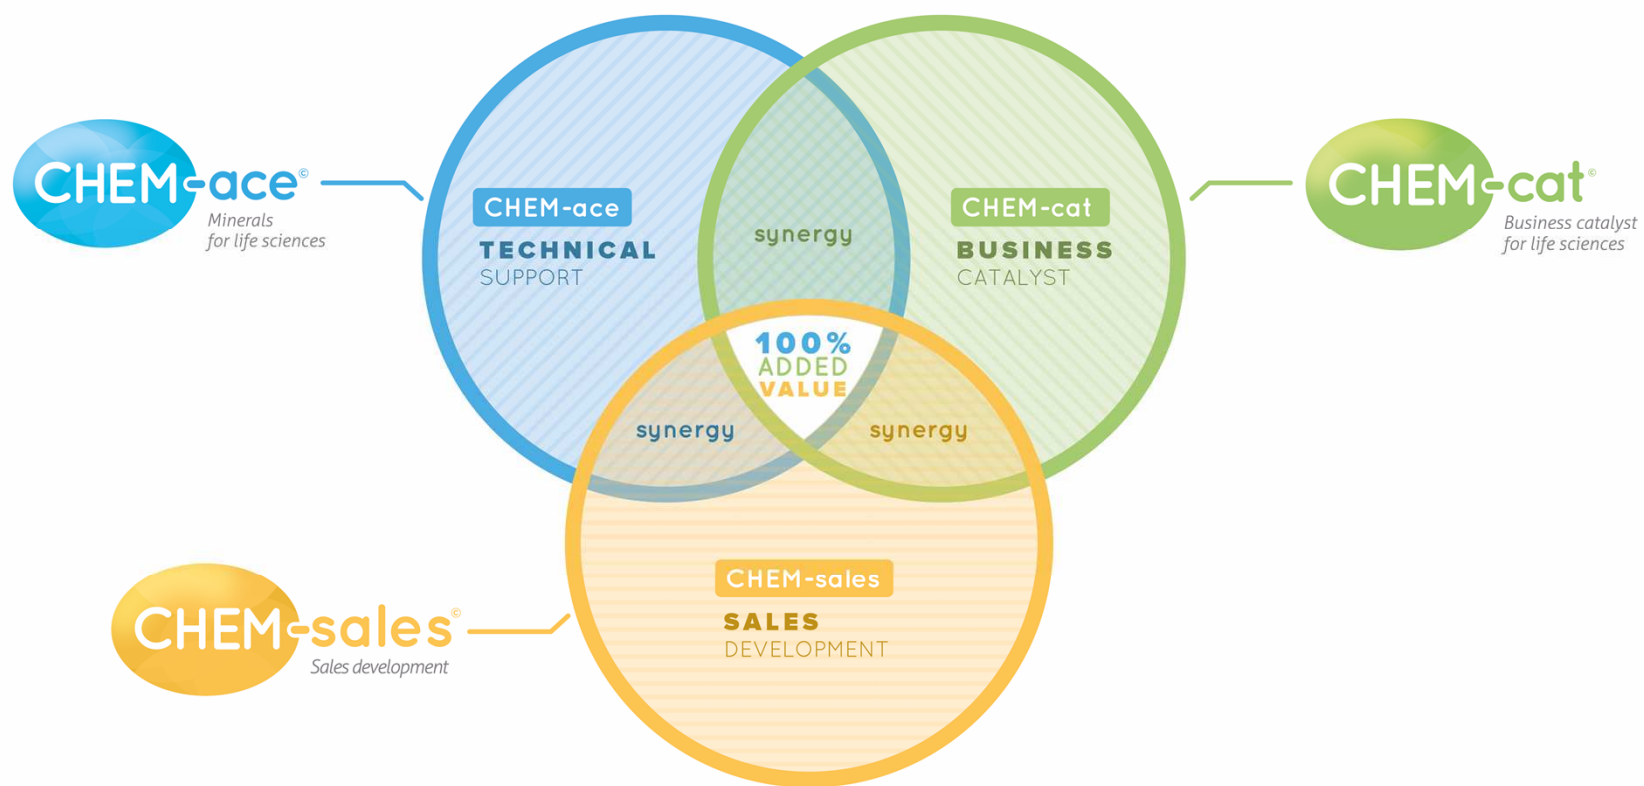 CHEM-ace©
Minerals
for life sciences
CHEM-ace
TECHNICAL
SUPPORT
synergy
CHEM-cat
BUSINESS
CATALYST
CHEM-cat©
Business catalyst
for life sciences
100%
ADDED
VALUE
synergy
synergy
CHEM-sales©
Sales development
CHEM-sales
SALES
DEVELOPMENT